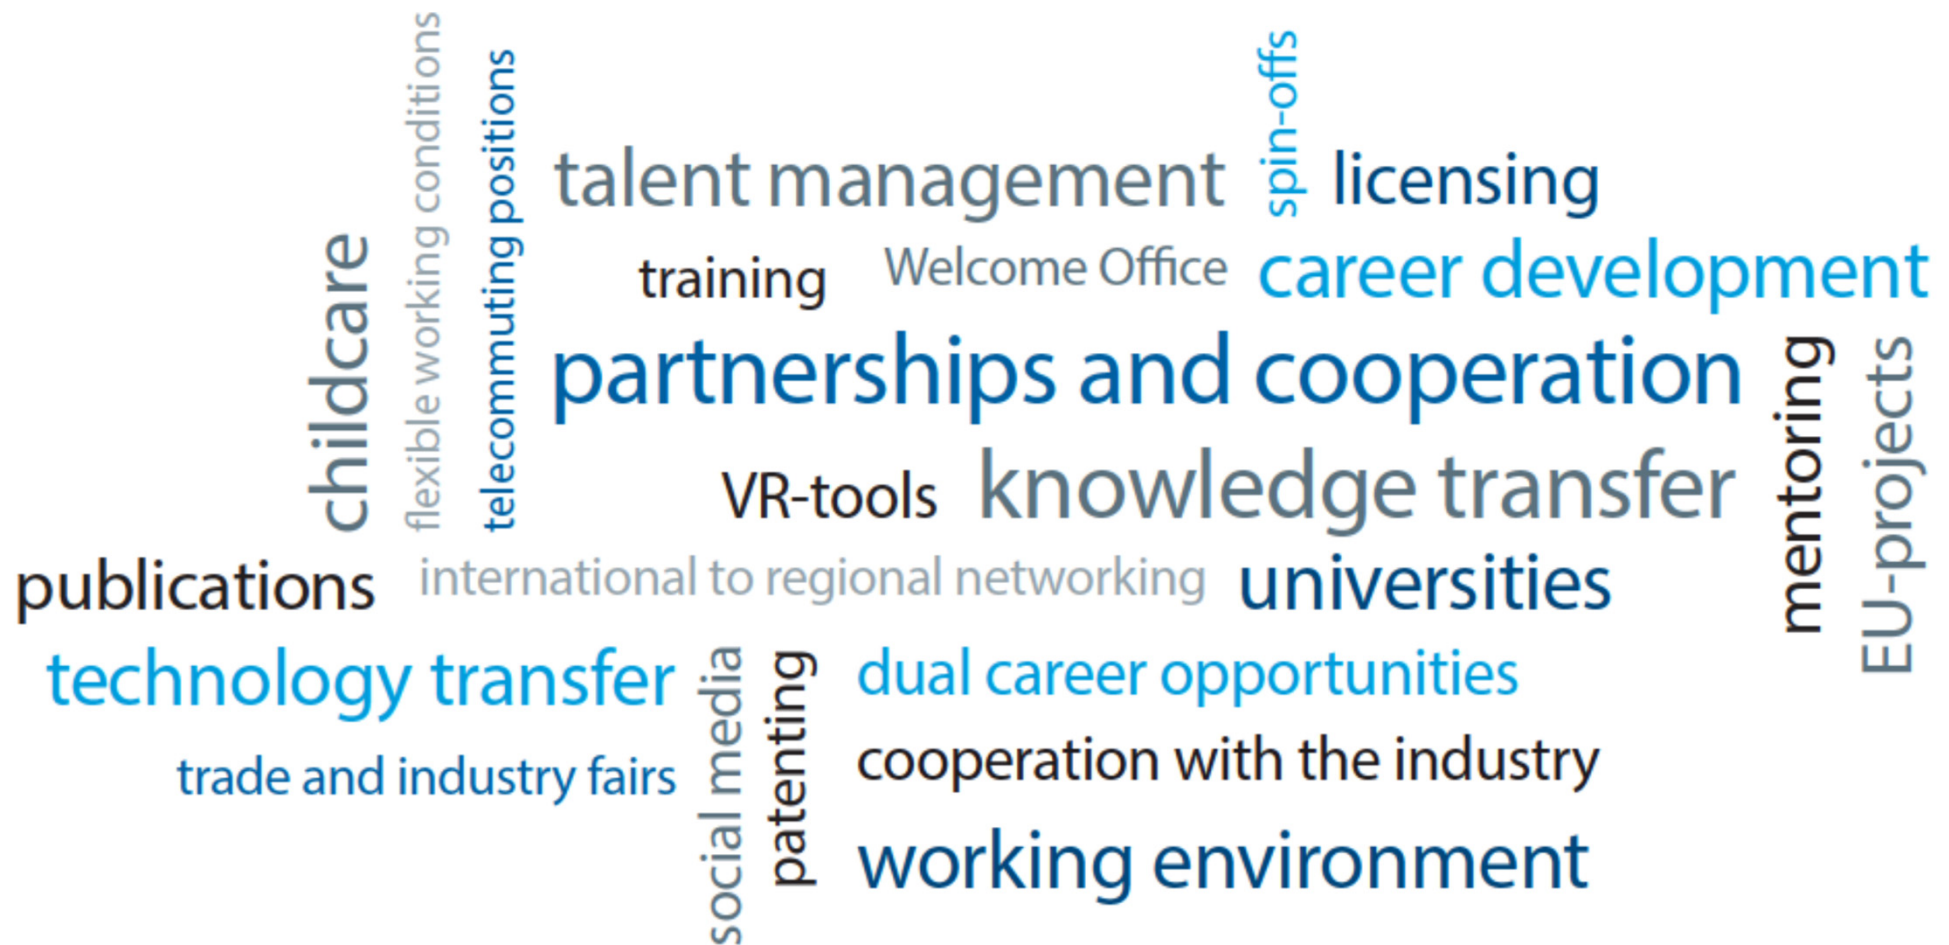 flexible working conditions
telecommuting positions
spin-offs
talent management
licensing
childcare
training
Welcome Office
career development
partnerships and cooperation
mentoring
EU-projects
VR-tools
knowledge transfer
publications
international to regional networking
universities
technology transfer
social media
patenting
dual career opportunities
trade and industry fairs
cooperation with the industry
working environment